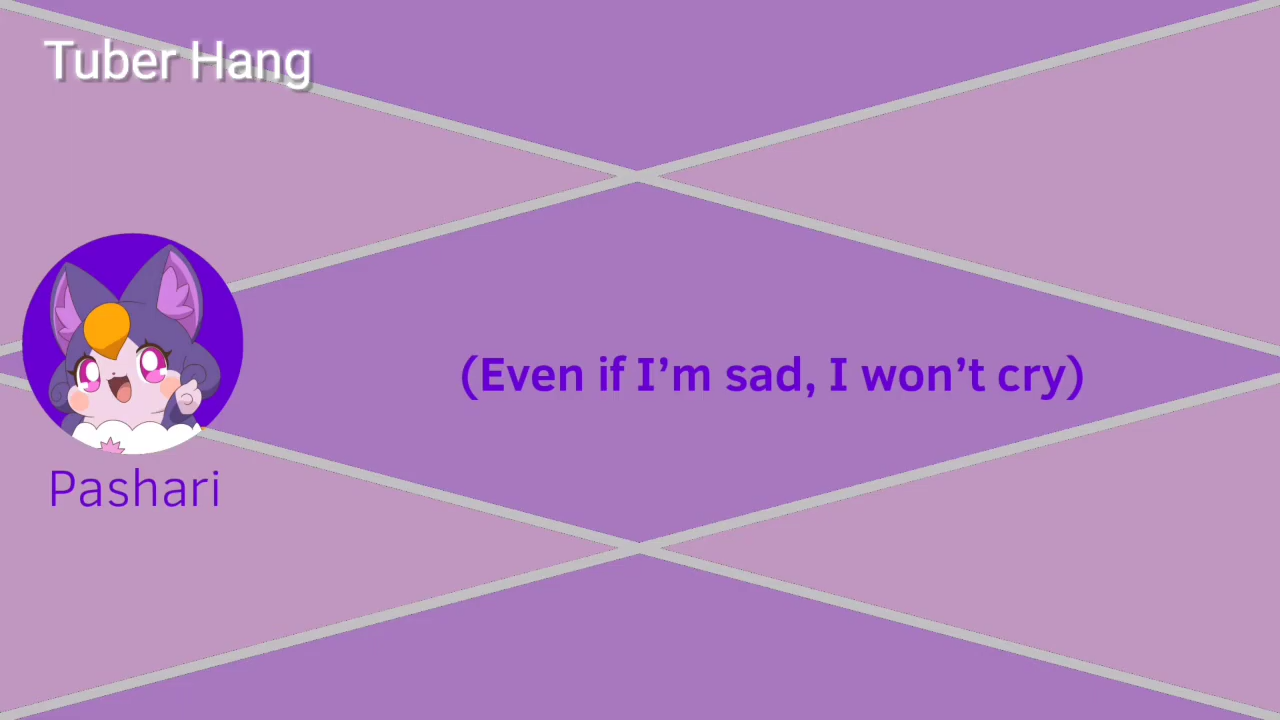 Tuber Hang
(Even if I’m sad, I won’t cry)
Pashari